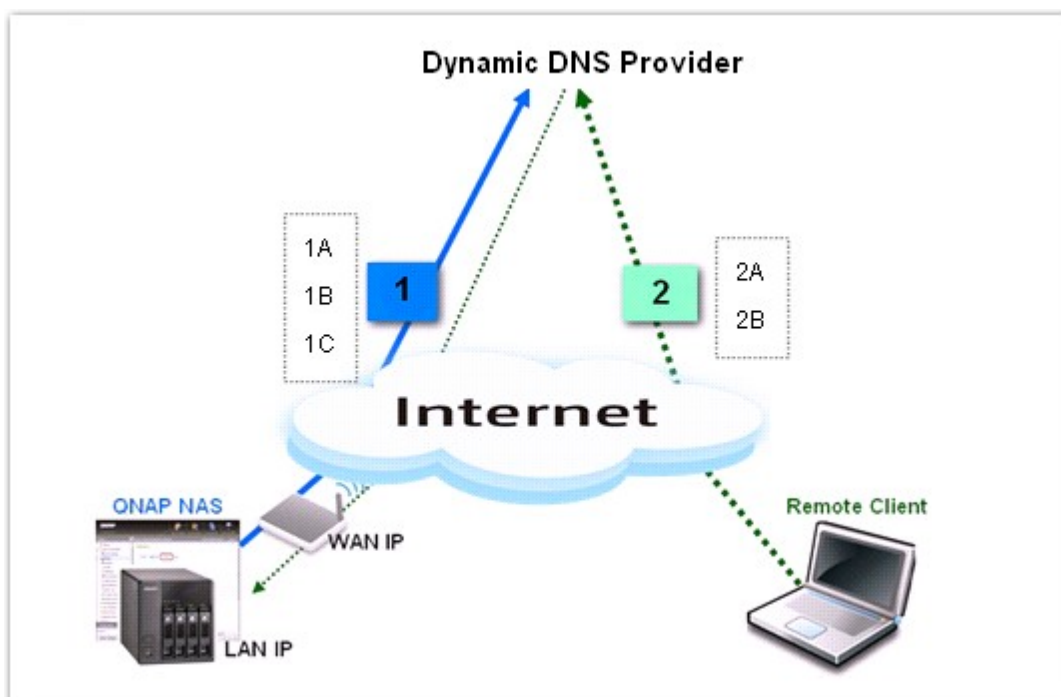 Dynamic DNS Provider
1A
1B
1C
1
2
2A
2B
Internet
QNAP NAS
WAN IP
LAN IP
Remote Client